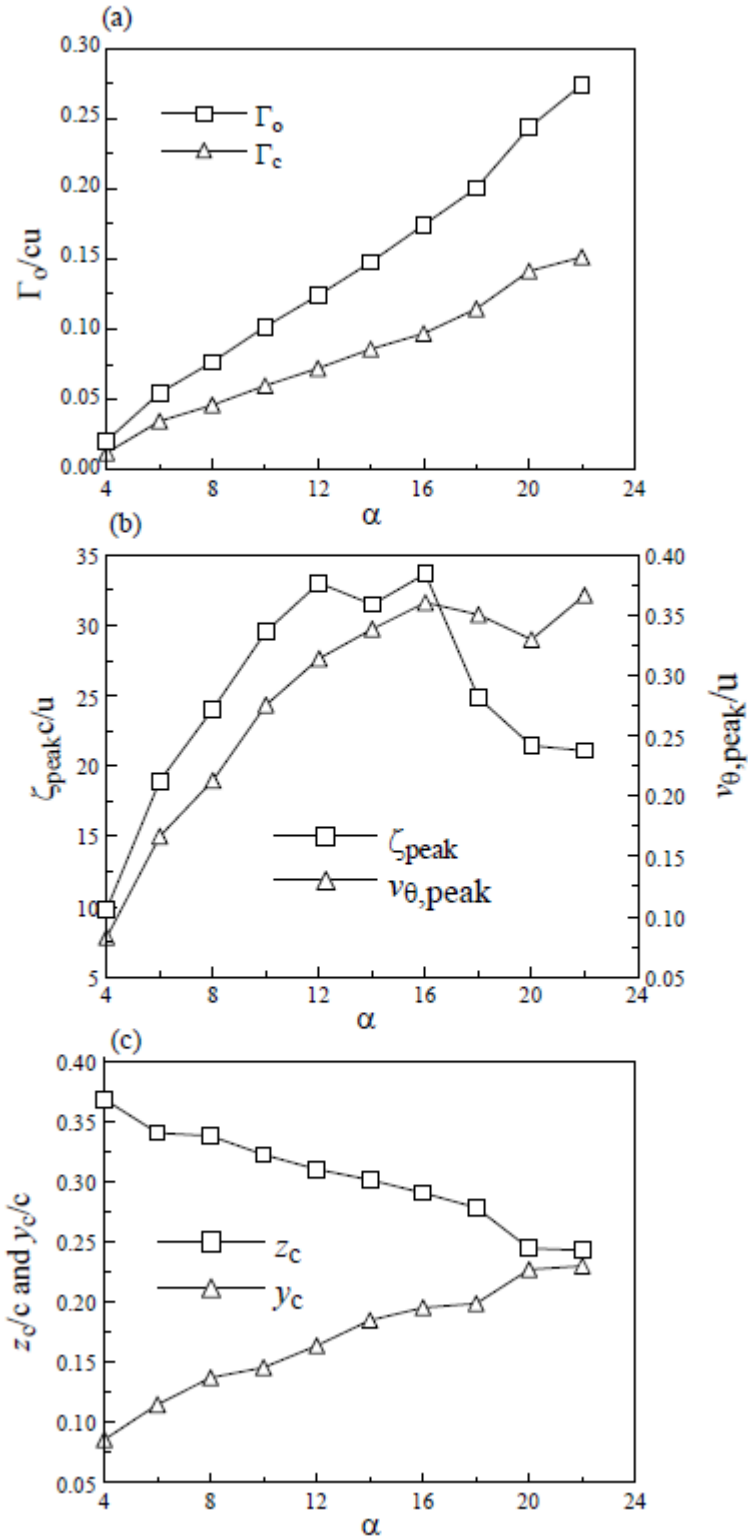 (a)
0.30
0.25
0.20
0.15
0.10
0.05
0.00
Γo/cu
Γo
Γc
4 8 12 16 20 24
α
(b)
35
30
25
20
15
10
5
ζpeakc/u
0.40
0.35
0.30
0.25
0.20
0.15
0.10
0.05
vθ,peak/u
ζpeak
vθ,peak
4 8 12 16 20 24
α
(c)
0.40
0.35
0.30
0.25
0.20
0.15
0.10
0.05
zc/c and yc/c
zc
yc
4 8 12 16 20 24
α